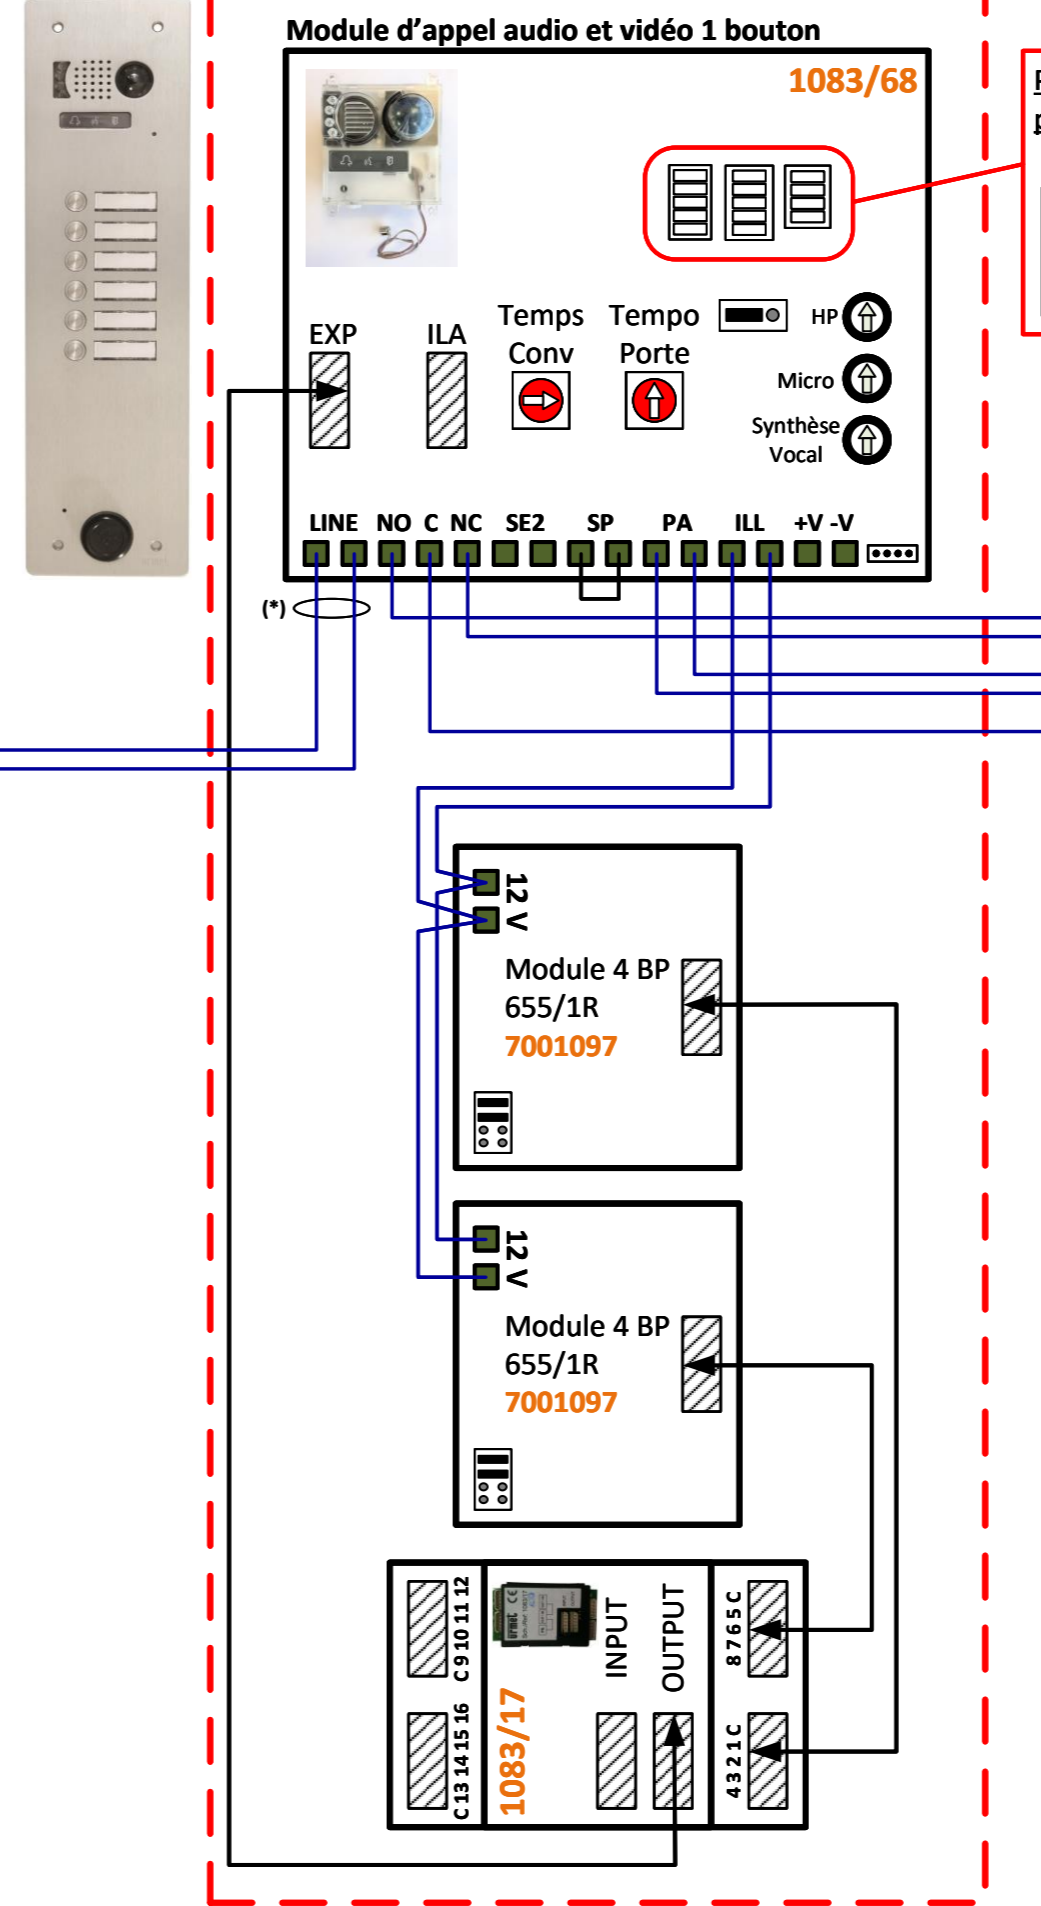 Module d'appel audio et vidéo 1 bouton
1083/68
EXP
ILA
Temps
Conv
Tempo
Porte
HP
Micro
Synthèse
Vocal
LINE NO C NC SE2 SP PA ILL +V -V
(*)
12 V
Module 4 BP
655/1R
7001097
12 V
Module 4 BP
655/1R
7001097
C 9 10 11 12
C 13 14 15 16
1083/17
urmet
CE
INPUT
OUTPUT
8 7 6 5 C
4 3 2 1 C